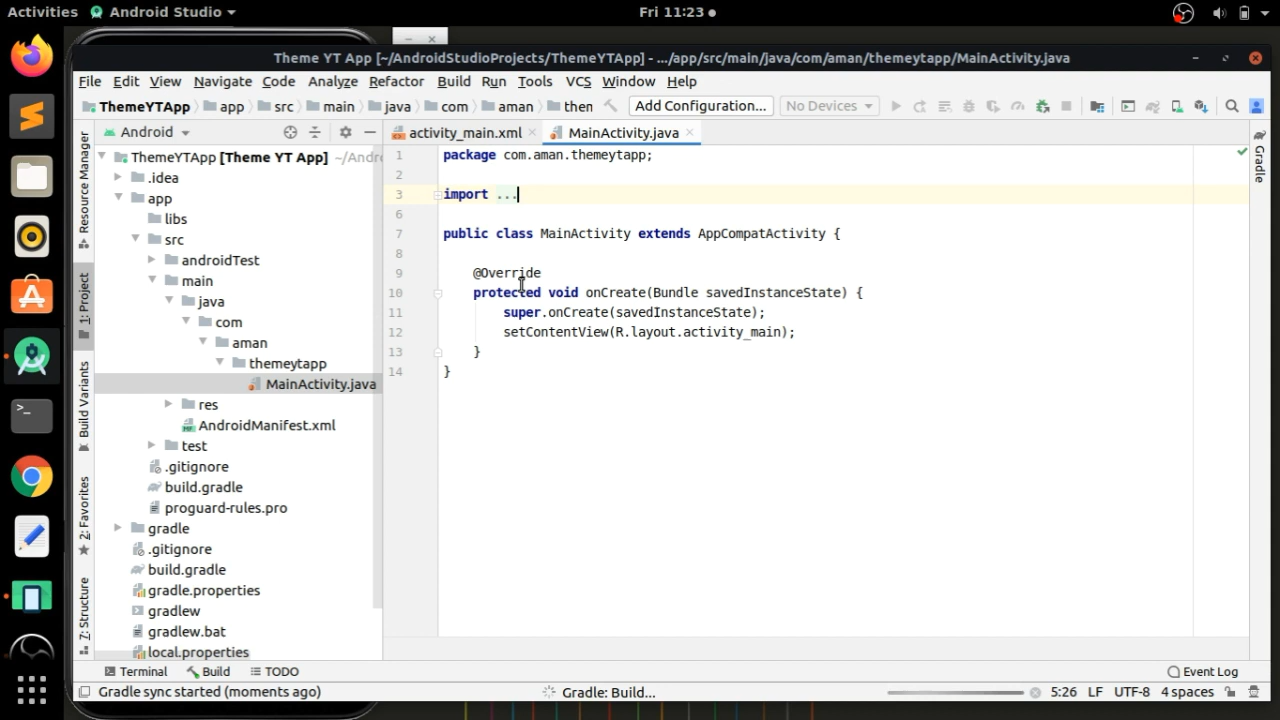 Activities Android Studio Fri 11:23
Theme YT App [~/AndroidStudioProjects/ThemeYTApp] - .../app/src/main/java/com/aman/themeytapp/MainActivity.java
File Edit View Navigate Code Analyze Refactor Build Run Tools VCS Window Help
ThemeYTApp app src main java com aman then Add Configuration... No Devices
Android
activity_main.xml MainActivity.java
Resource Manager
1: Project
Build Variants
2: Favorites
7: Structure
ThemeYTApp [Theme YT App] ~/Andro
.idea
app
libs
src
androidTest
main
java
com
aman
themeytapp
MainActivity.java
res
AndroidManifest.xml
test
.gitignore
build.gradle
proguard-rules.pro
gradle
.gitignore
build.gradle
gradle.properties
gradlew
gradlew.bat
local.properties
1 package com.aman.themeytapp;
2
3 import ...
6
7 public class MainActivity extends AppCompatActivity {
8
9 @Override
10 protected void onCreate(Bundle savedInstanceState) {
11 super.onCreate(savedInstanceState);
12 setContentView(R.layout.activity_main);
13 }
14 }
Gradle
Terminal Build TODO Event Log
Gradle sync started (moments ago) Gradle: Build... 5:26 LF UTF-8 4 spaces